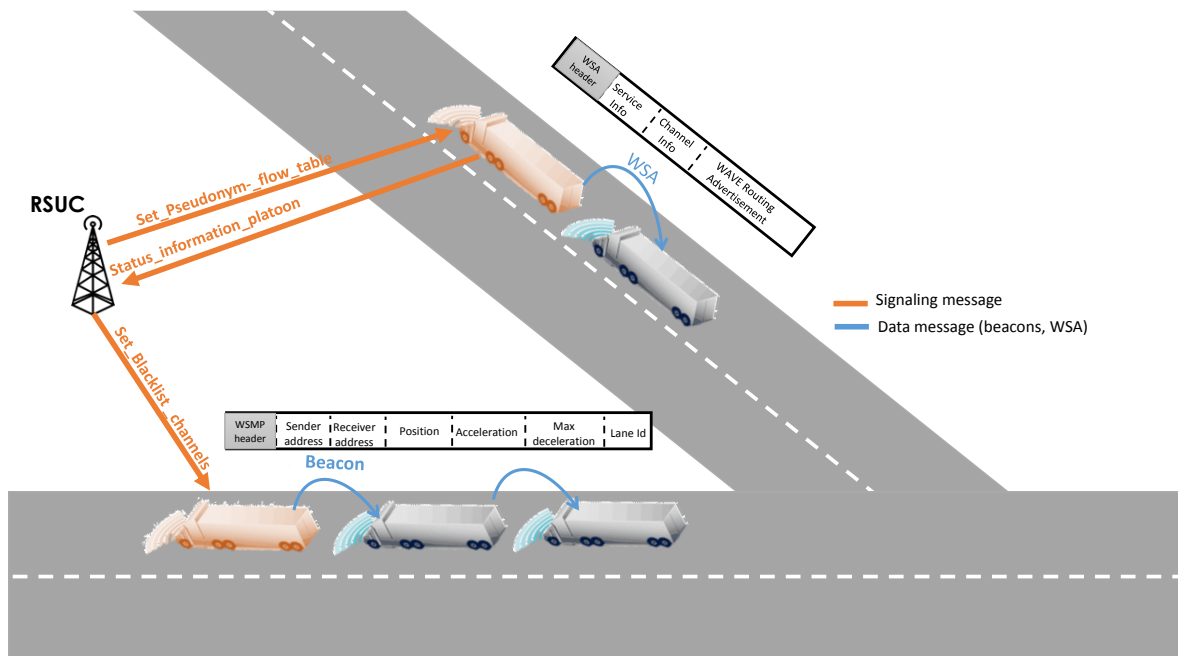 WSA
header
Service
Info
Channel
Info
WAVE Routing
Advertisement
WSA
Set_Pseudonym-_flow_table
RSUC
Status_information_platoon
Signaling message
Data message (beacons, WSA)
Set_Blacklist_channels
WSMP
header
Sender
address
Receiver
address
Position
Acceleration
Max
deceleration
Lane Id
Beacon